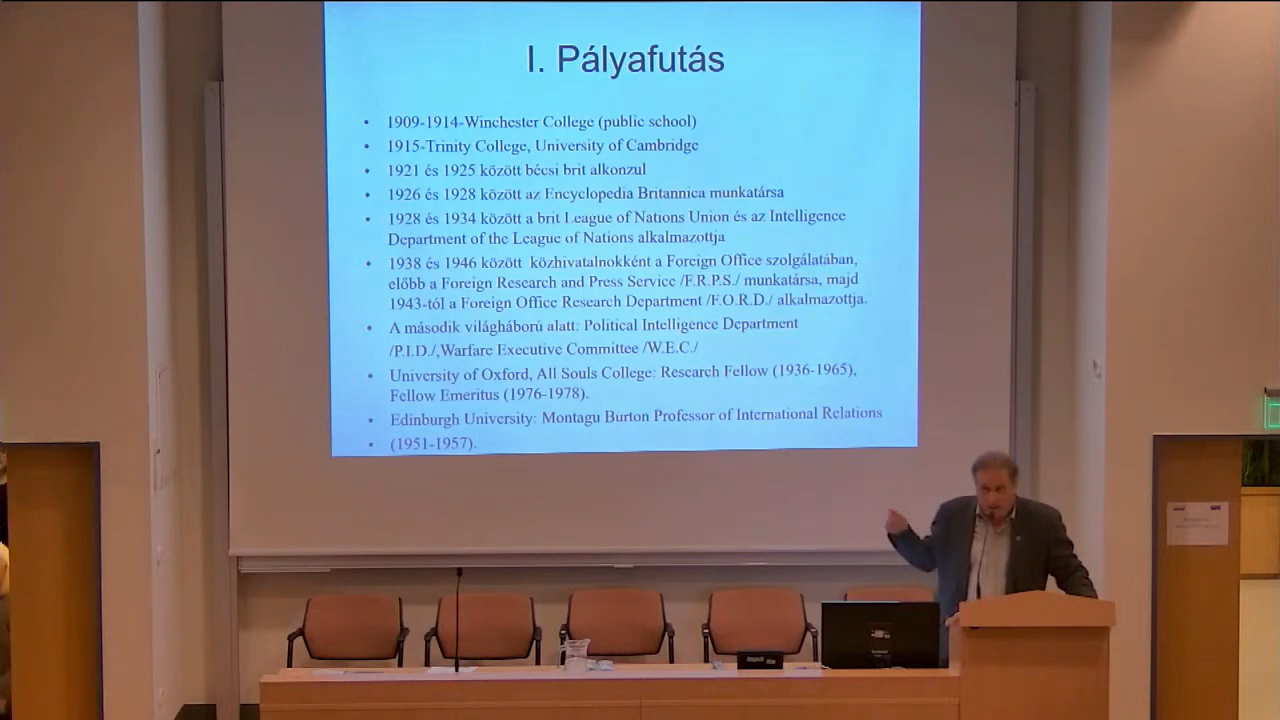 I. Pályafutás
• 1909-1914-Winchester College (public school)
• 1915-Trinity College, University of Cambridge
• 1921 és 1925 között bécsi brit alkonzul
• 1926 és 1928 között az Encyclopedia Britannica munkatársa
• 1928 és 1934 között a brit League of Nations Union és az Intelligence
Department of the League of Nations alkalmazottja
• 1938 és 1946 között közhivatalnokként a Foreign Office szolgálatában,
előbb a Foreign Research and Press Service /F.R.P.S./ munkatársa, majd
1943-tól a Foreign Office Research Department /F.O.R.D./ alkalmazottja.
• A második világháború alatt: Political Intelligence Department
/P.I.D./,Warfare Executive Committee /W.E.C./
• University of Oxford, All Souls College: Research Fellow (1936-1965),
Fellow Emeritus (1976-1978).
• Edinburgh University: Montagu Burton Professor of International Relations
• (1951-1957).